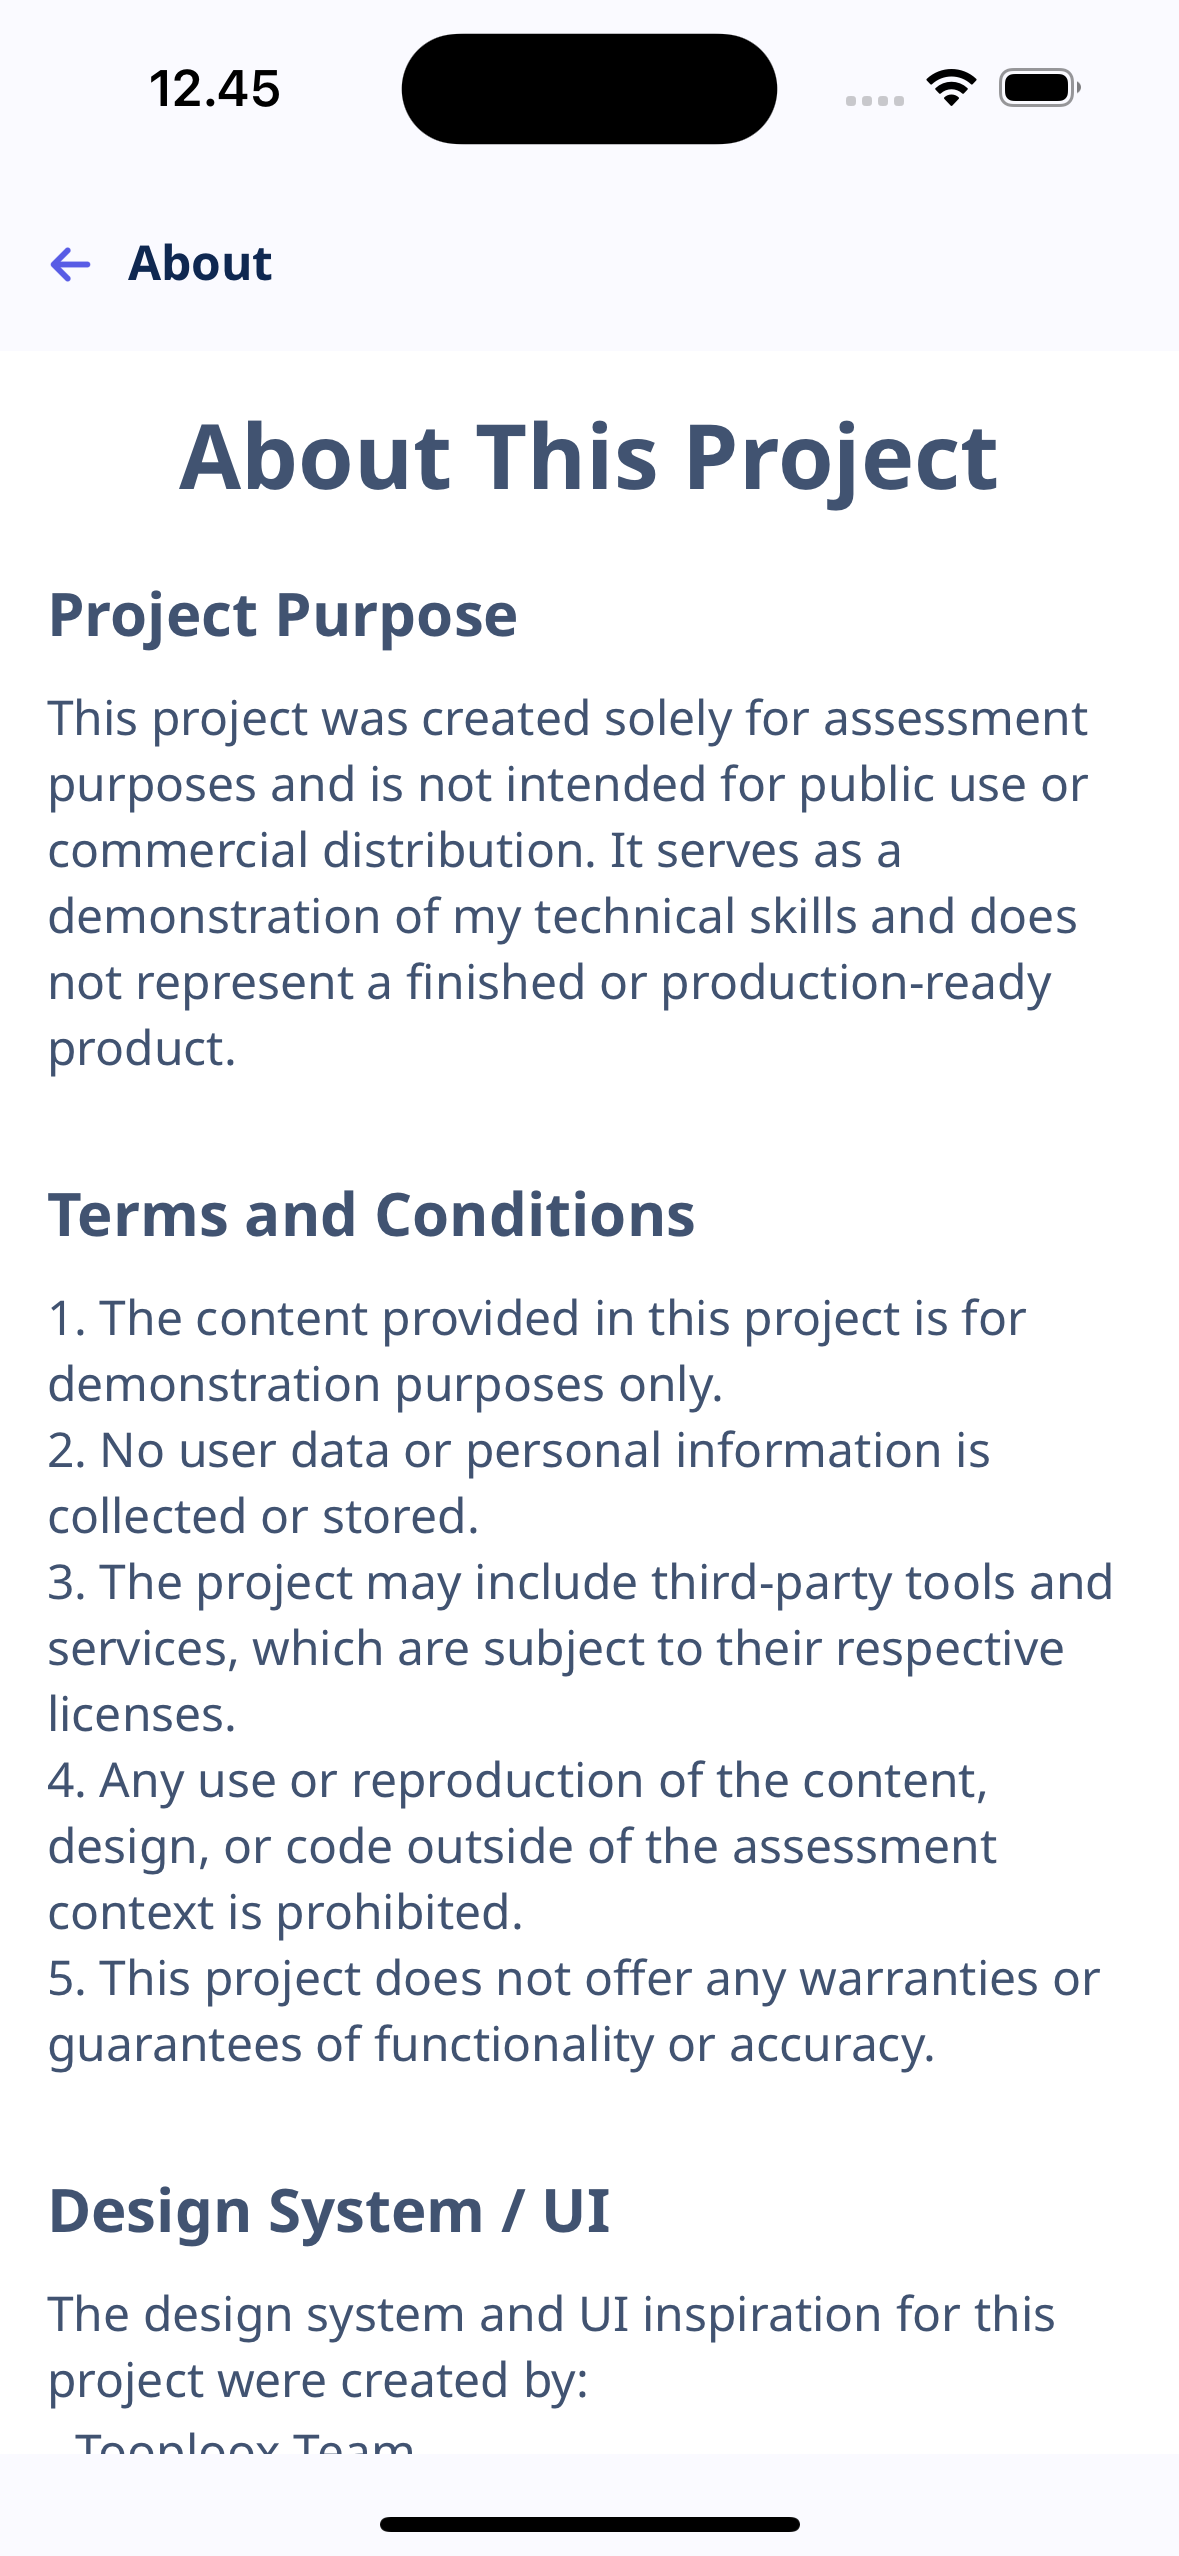 12.45
About
About This Project
Project Purpose
This project was created solely for assessment
purposes and is not intended for public use or
commercial distribution. It serves as a
demonstration of my technical skills and does
not represent a finished or production-ready
product.
Terms and Conditions
1. The content provided in this project is for
demonstration purposes only.
2. No user data or personal information is
collected or stored.
3. The project may include third-party tools and
services, which are subject to their respective
licenses.
4. Any use or reproduction of the content,
design, or code outside of the assessment
context is prohibited.
5. This project does not offer any warranties or
guarantees of functionality or accuracy.
Design System / UI
The design system and UI inspiration for this
project were created by:
Tooploox Team